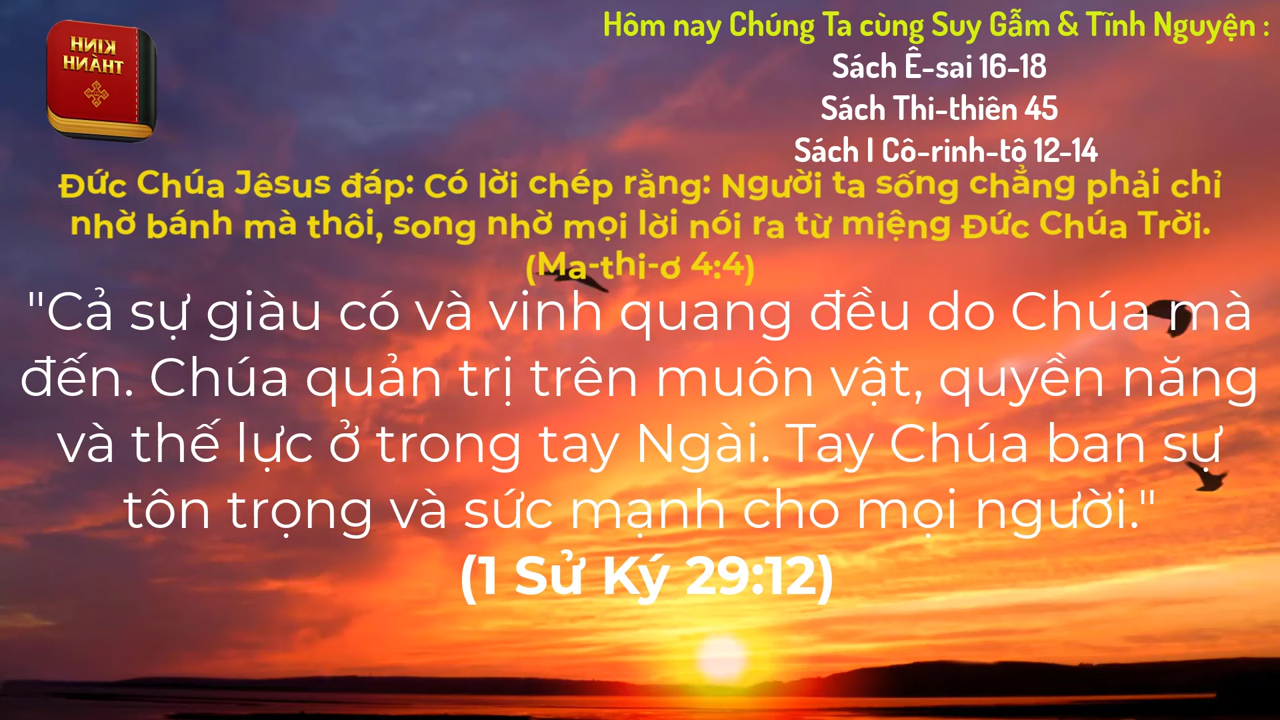 KINH
THÁNH
Hôm nay Chúng Ta cùng Suy Gẫm & Tĩnh Nguyện :
Sách Ê-sai 16-18
Sách Thi-thiên 45
Sách I Cô-rinh-tô 12-14
Đức Chúa Jêsus đáp: Có lời chép rằng: Người ta sống chẳng phải chỉ
nhờ bánh mà thôi, song nhờ mọi lời nói ra từ miệng Đức Chúa Trời.
(Ma-thi-ơ 4:4)
"Cả sự giàu có và vinh quang đều do Chúa mà
đến. Chúa quản trị trên muôn vật, quyền năng
và thế lực ở trong tay Ngài. Tay Chúa ban sự
tôn trọng và sức mạnh cho mọi người."
(1 Sử Ký 29:12)